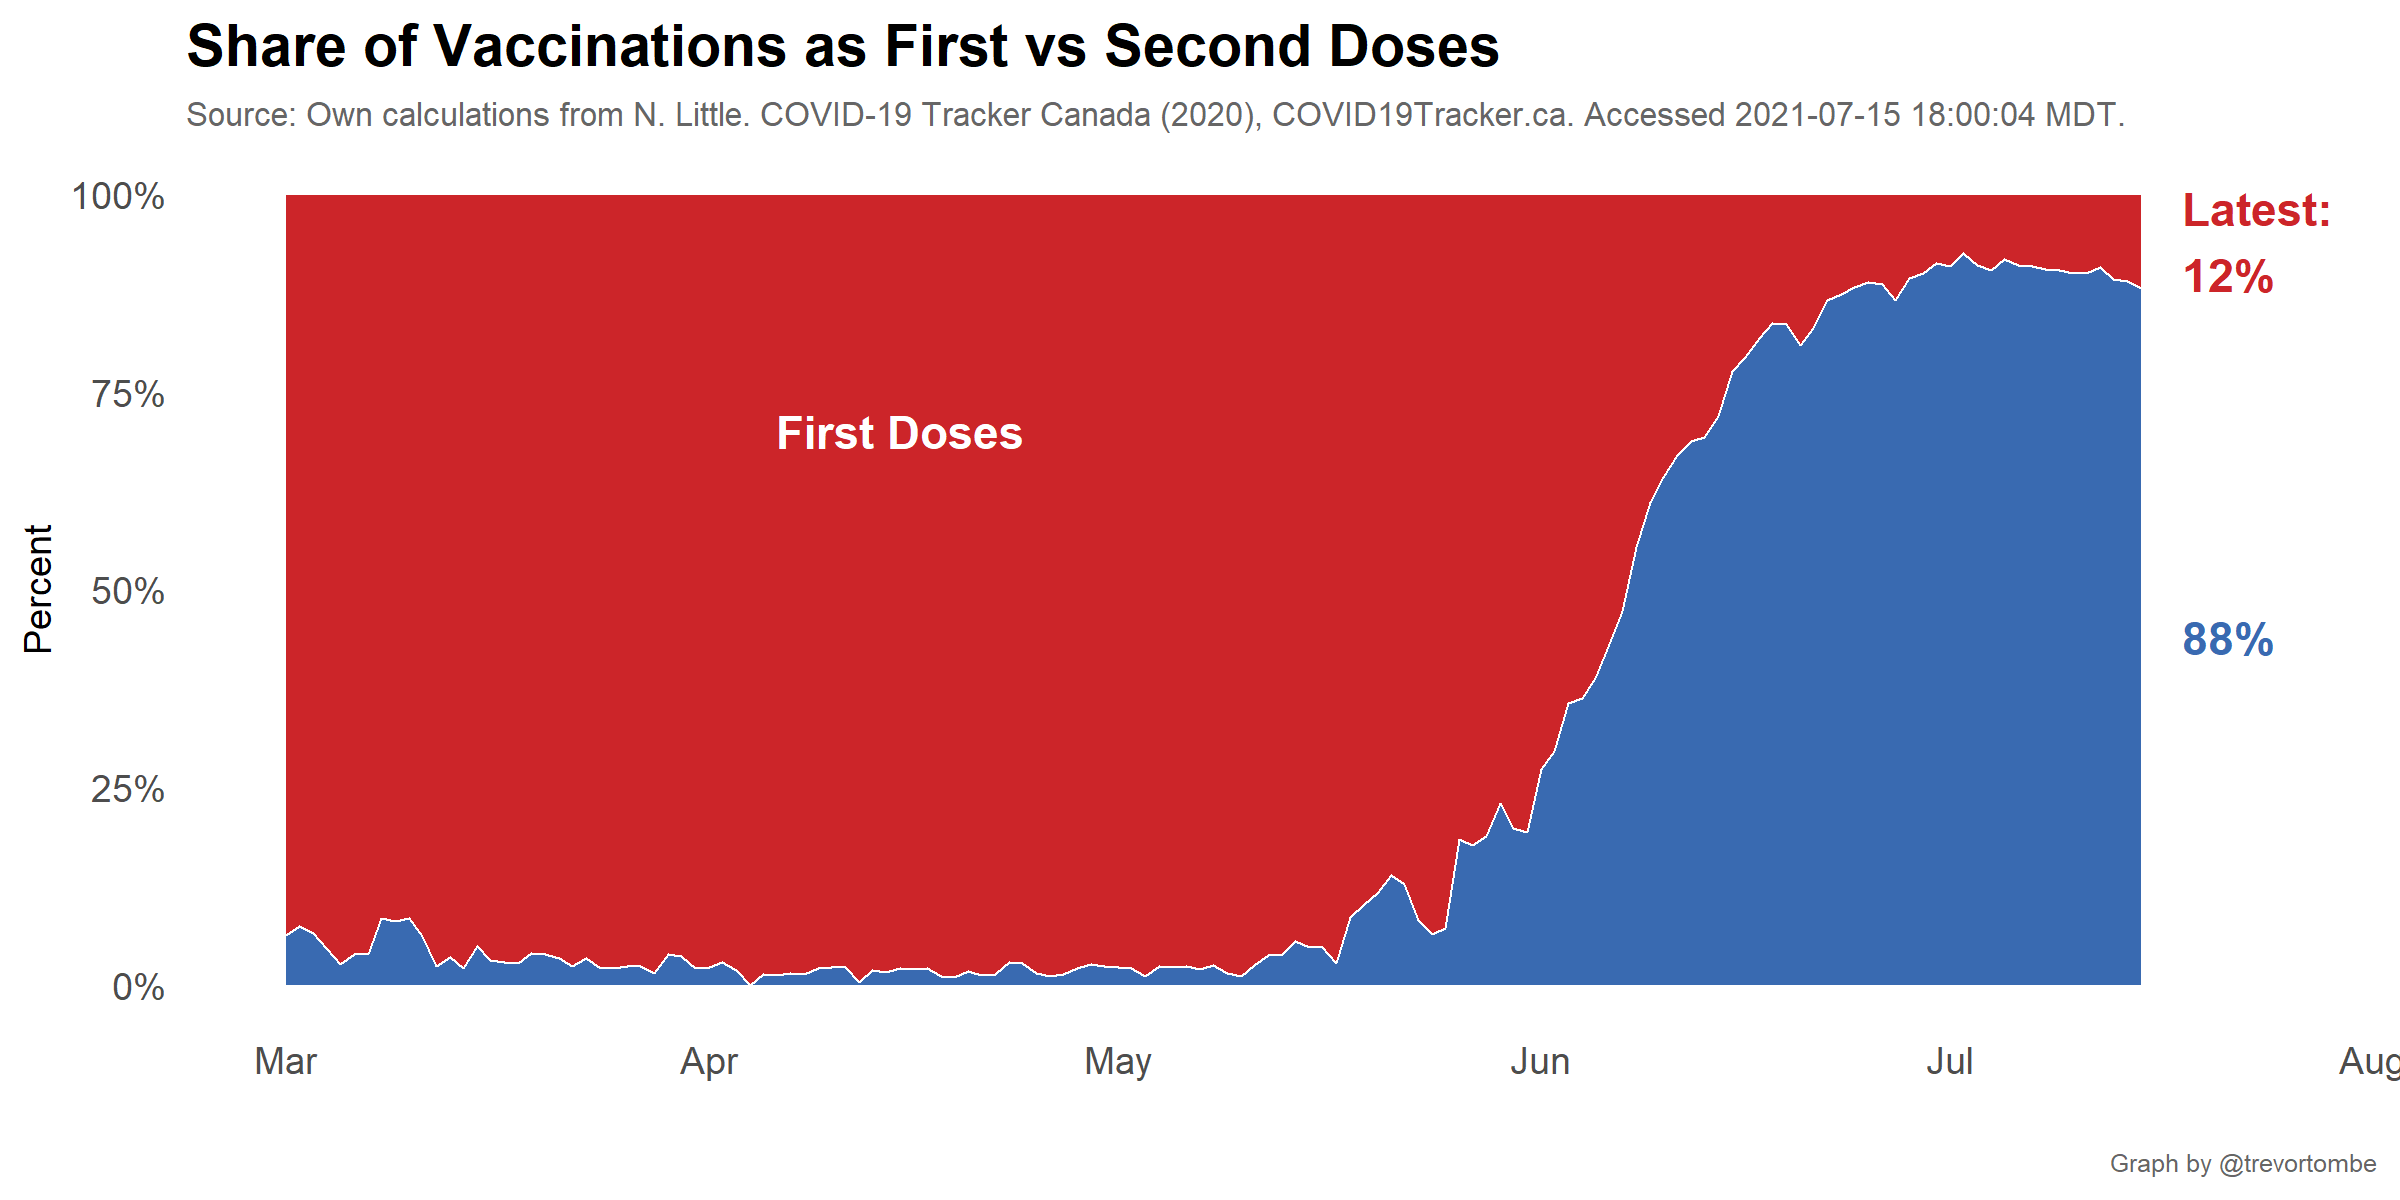 Share of Vaccinations as First vs Second Doses
Source: Own calculations from N. Little. COVID-19 Tracker Canada (2020), COVID19Tracker.ca. Accessed 2021-07-15 18:00:04 MDT.
100%
75%
50%
25%
0%
Percent
First Doses
Latest:
12%
88%
Mar
Apr
May
Jun
Jul
Aug
Graph by @trevortombe